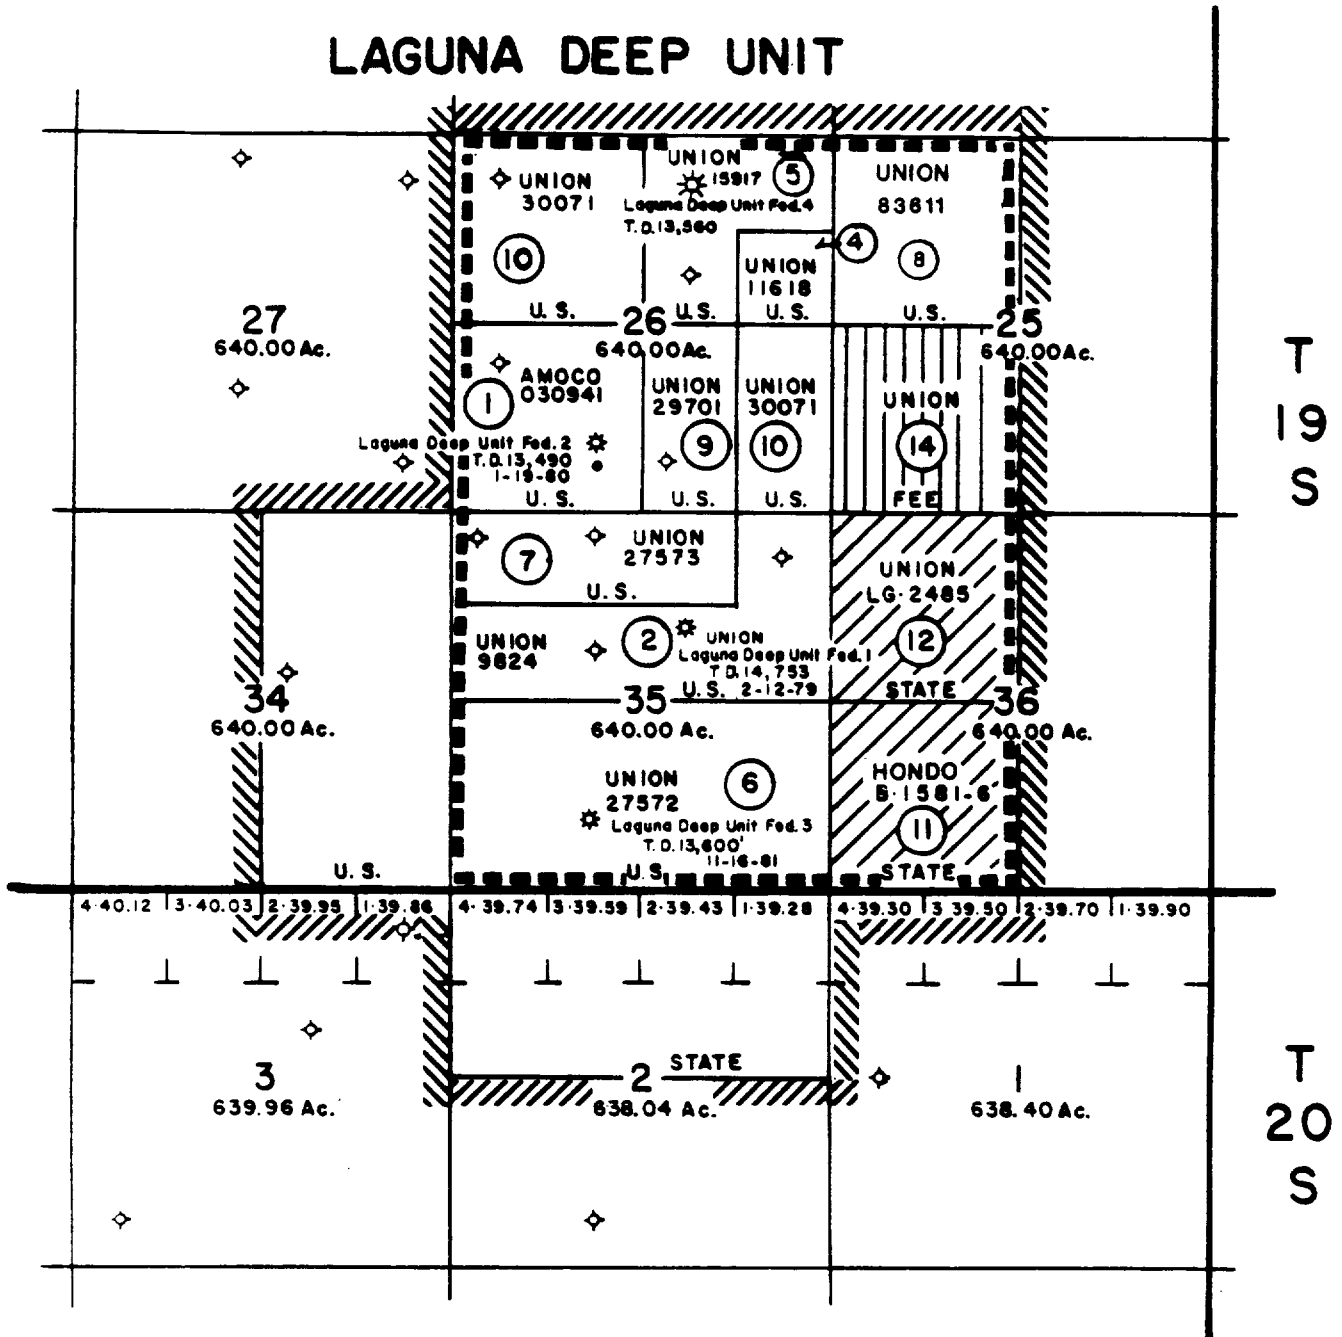 LAGUNA DEEP UNIT
UNION
30071
10
U. S.
UNION
15917
5
Laguna Deep Unit Fed. 4
T. D. 13,560
U. S.
4
UNION
11618
U. S.
UNION
83611
8
U. S.
27
640.00 Ac.
26
640.00 Ac.
25
640.00 Ac.
T
19
S
AMOCO
030941
1
Laguna Deep Unit Fed. 2
T. D. 13,490
1-19-80
U. S.
UNION
29701
9
U. S.
UNION
30071
10
U. S.
UNION
14
FEE
7
UNION
27573
U. S.
UNION
LG-2485
12
STATE
UNION
9824
2
UNION
Laguna Deep Unit Fed. 1
T. D. 14,753
U. S. 2-12-79
34
640.00 Ac.
35
640.00 Ac.
36
640.00 Ac.
UNION
27572
6
Laguna Deep Unit Fed. 3
T. D. 13,600'
11-16-81
U. S.
HONDO
B-1581-6
11
STATE
U. S.
4-40.12 3-40.03 2-39.95 1-39.86 4-39.74 3-39.59 2-39.43 1-39.28 4-39.30 3 39.50 2-39.70 1-39.90
STATE
3
639.96 Ac.
2
638.04 Ac.
1
638.40 Ac.
T
20
S